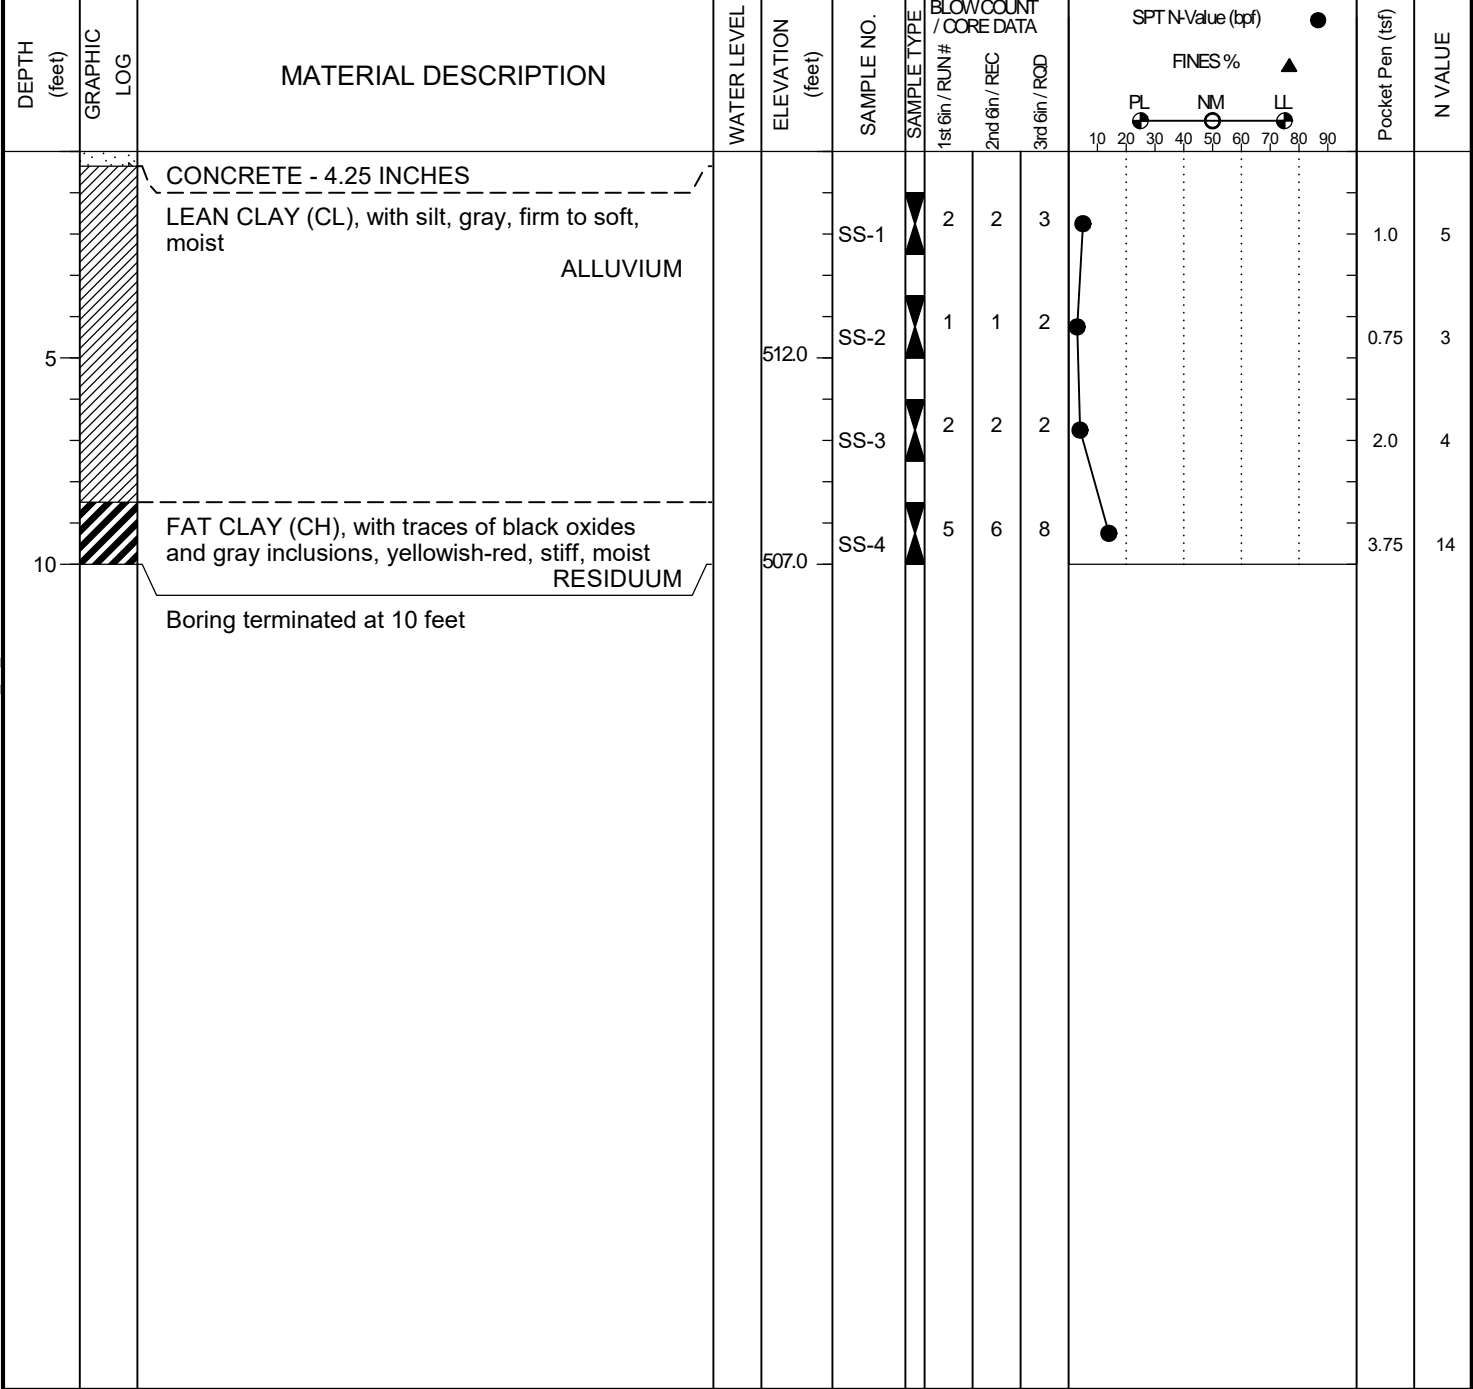 DEPTH
(feet)
GRAPHIC
LOG
MATERIAL DESCRIPTION
WATER LEVEL
ELEVATION
(feet)
SAMPLE NO.
SAMPLE TYPE
BLOW COUNT
/ CORE DATA
1st 6in / RUN#
2nd 6in / REC
3rd 6in / RQD
SPT N-Value (bpf)
FINES %
PL NM LL
10 20 30 40 50 60 70 80 90
Pocket Pen (tsf)
N VALUE
CONCRETE - 4.25 INCHES
LEAN CLAY (CL), with silt, gray, firm to soft,
moist
ALLUVIUM
SS-1 2 2 3 1.0 5
SS-2 1 1 2 0.75 3
5 512.0
SS-3 2 2 2 2.0 4
FAT CLAY (CH), with traces of black oxides
and gray inclusions, yellowish-red, stiff, moist
RESIDUUM
SS-4 5 6 8 3.75 14
10 507.0
Boring terminated at 10 feet